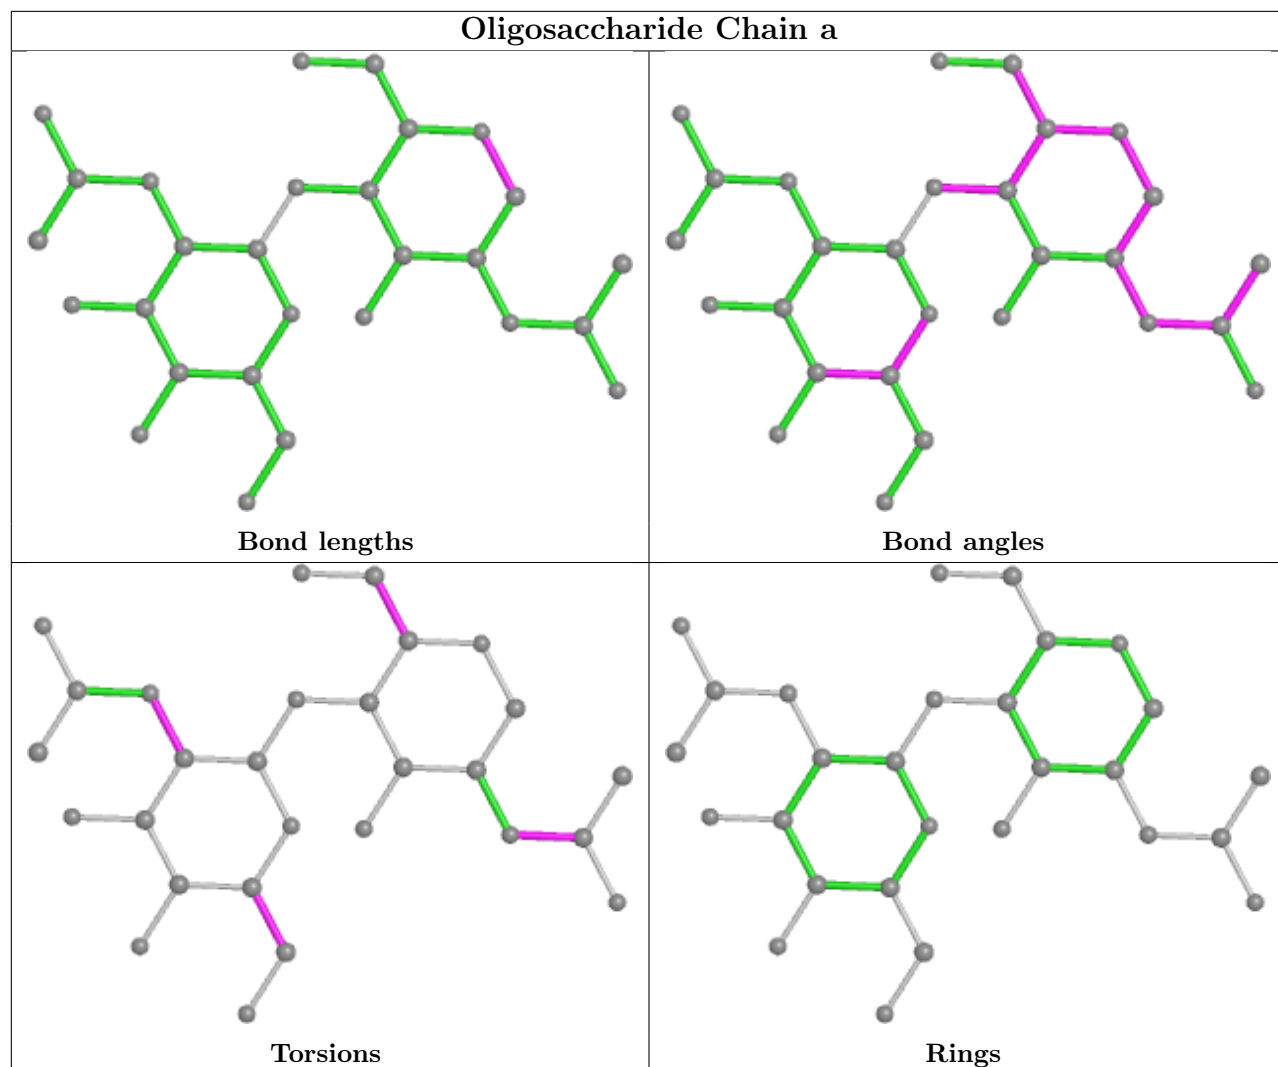 Oligosaccharide Chain a
Bond lengths
Bond angles
Torsions
Rings